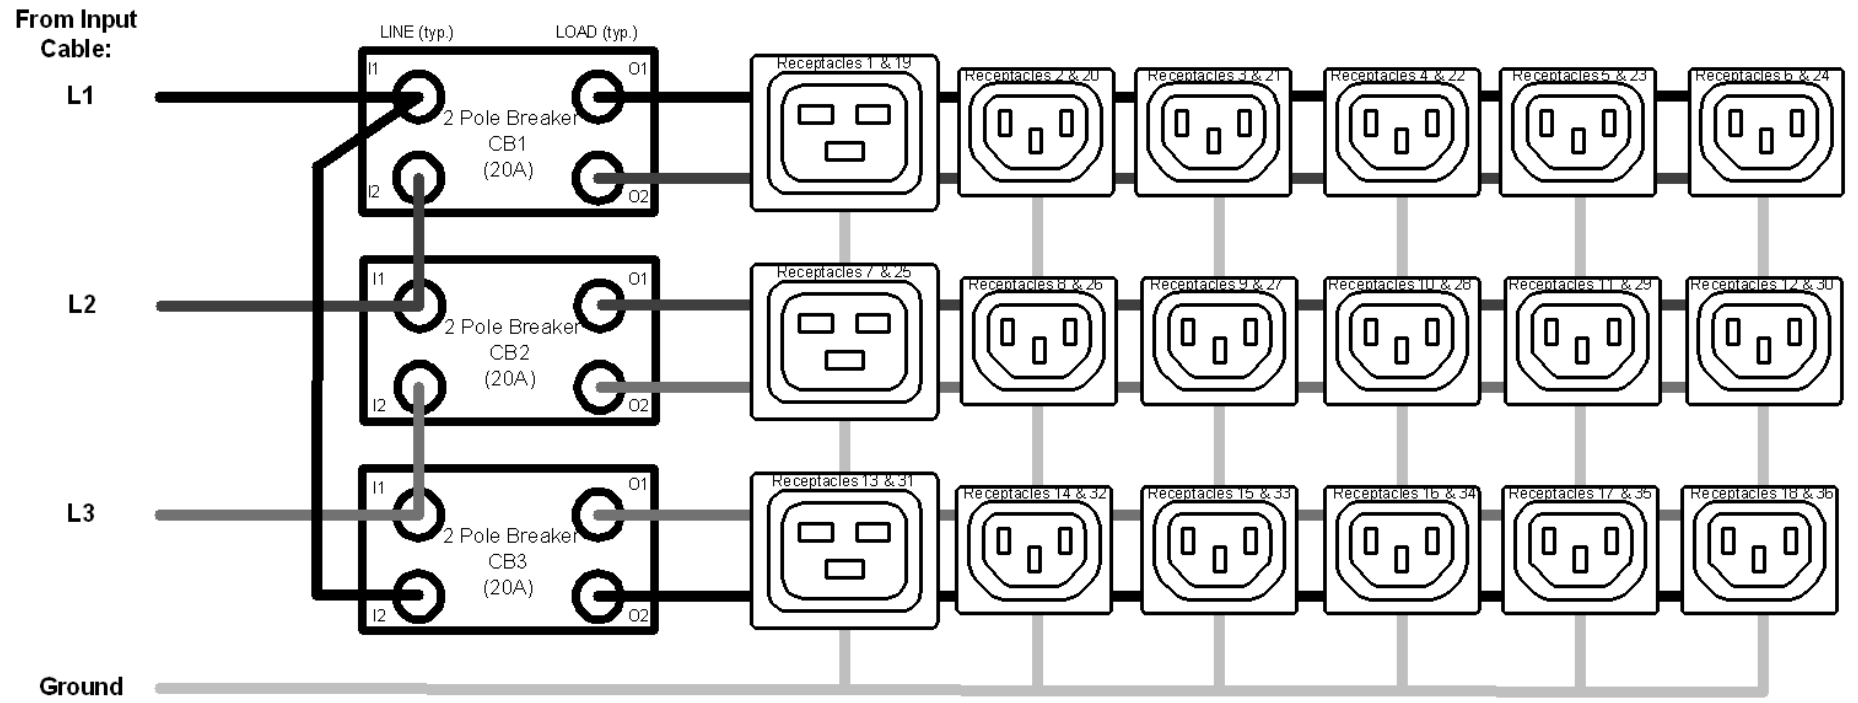 From Input
Cable:
LINE (typ.)
LOAD (typ.)
L1
I1
O1
2 Pole Breaker
CB1
(20A)
I2
O2
Receptacles 1 & 19
Receptacles 2 & 20
Receptacles 3 & 21
Receptacles 4 & 22
Receptacles 5 & 23
Receptacles 6 & 24
L2
I1
O1
2 Pole Breaker
CB2
(20A)
I2
O2
Receptacles 7 & 25
Receptacles 8 & 26
Receptacles 9 & 27
Receptacles 10 & 28
Receptacles 11 & 29
Receptacles 12 & 30
L3
I1
O1
2 Pole Breaker
CB3
(20A)
I2
O2
Receptacles 13 & 31
Receptacles 14 & 32
Receptacles 15 & 33
Receptacles 16 & 34
Receptacles 17 & 35
Receptacles 18 & 36
Ground